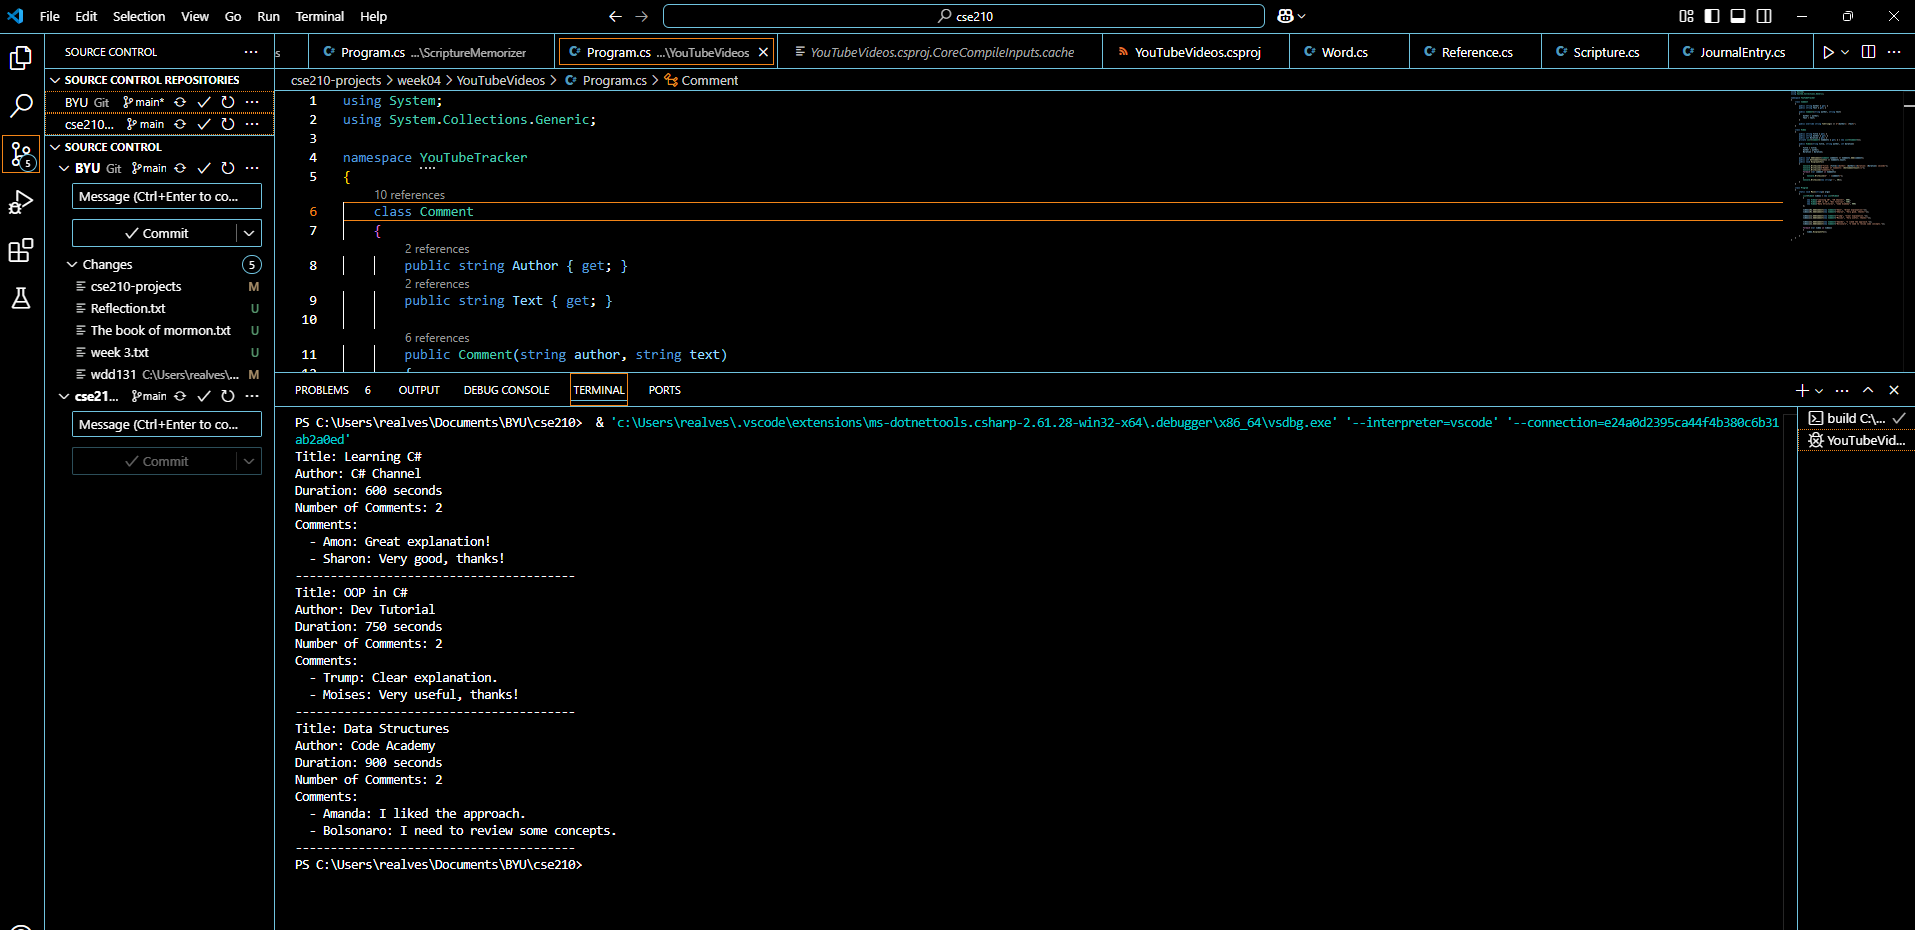 File Edit Selection View Go Run Terminal Help
cse210
SOURCE CONTROL
SOURCE CONTROL REPOSITORIES
BYU Git main*
cse210... main
SOURCE CONTROL
BYU Git main
Message (Ctrl+Enter to co...
Commit
Changes 5
cse210-projects M
Reflection.txt U
The book of mormon.txt U
week 3.txt U
wdd131 C:\Users\realves\... M
cse21... main
Message (Ctrl+Enter to co...
Commit
5
s
Program.cs ...\ScriptureMemorizer
Program.cs ...\YouTubeVideos
YouTubeVideos.csproj.CoreCompileInputs.cache
YouTubeVideos.csproj
Word.cs
Reference.cs
Scripture.cs
JournalEntry.cs
cse210-projects > week04 > YouTubeVideos > Program.cs > Comment
1 using System;
2 using System.Collections.Generic;
3
4 namespace YouTubeTracker
5 {
10 references
6 class Comment
7 {
2 references
8 public string Author { get; }
2 references
9 public string Text { get; }
10
6 references
11 public Comment(string author, string text)
12 {
PROBLEMS 6 OUTPUT DEBUG CONSOLE TERMINAL PORTS
PS C:\Users\realves\Documents\BYU\cse210>  & 'c:\Users\realves\.vscode\extensions\ms-dotnettools.csharp-2.61.28-win32-x64\.debugger\x86_64\vsdbg.exe' '--interpreter=vscode' '--connection=e24a0d2395ca44f4b380c6b31
ab2a0ed'
Title: Learning C#
Author: C# Channel
Duration: 600 seconds
Number of Comments: 2
Comments:
- Amon: Great explanation!
- Sharon: Very good, thanks!
----------------------------------------
Title: OOP in C#
Author: Dev Tutorial
Duration: 750 seconds
Number of Comments: 2
Comments:
- Trump: Clear explanation.
- Moises: Very useful, thanks!
----------------------------------------
Title: Data Structures
Author: Code Academy
Duration: 900 seconds
Number of Comments: 2
Comments:
- Amanda: I liked the approach.
- Bolsonaro: I need to review some concepts.
----------------------------------------
PS C:\Users\realves\Documents\BYU\cse210>
build C:\...
YouTubeVid...